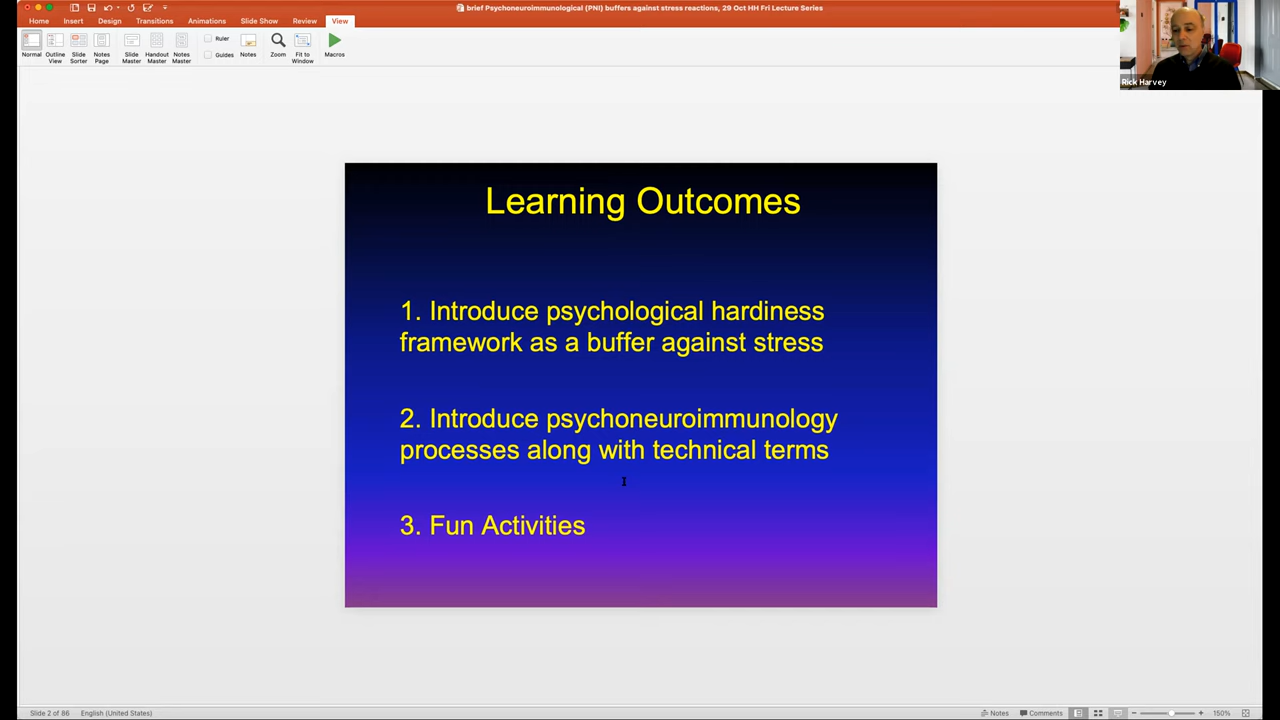 brief Psychoneuroimmunological (PNI) buffers against stress reactions, 29 Oct HH Fri Lecture Series
Home Insert Design Transitions Animations Slide Show Review View
Normal
Outline View
Slide Sorter
Notes Page
Slide Master
Handout Master
Notes Master
Ruler
Guides
Notes
Zoom
Fit to Window
Macros
Rick Harvey
Learning Outcomes
1. Introduce psychological hardiness
framework as a buffer against stress
2. Introduce psychoneuroimmunology
processes along with technical terms
3. Fun Activities
Slide 2 of 86 English (United States) Notes Comments 150%